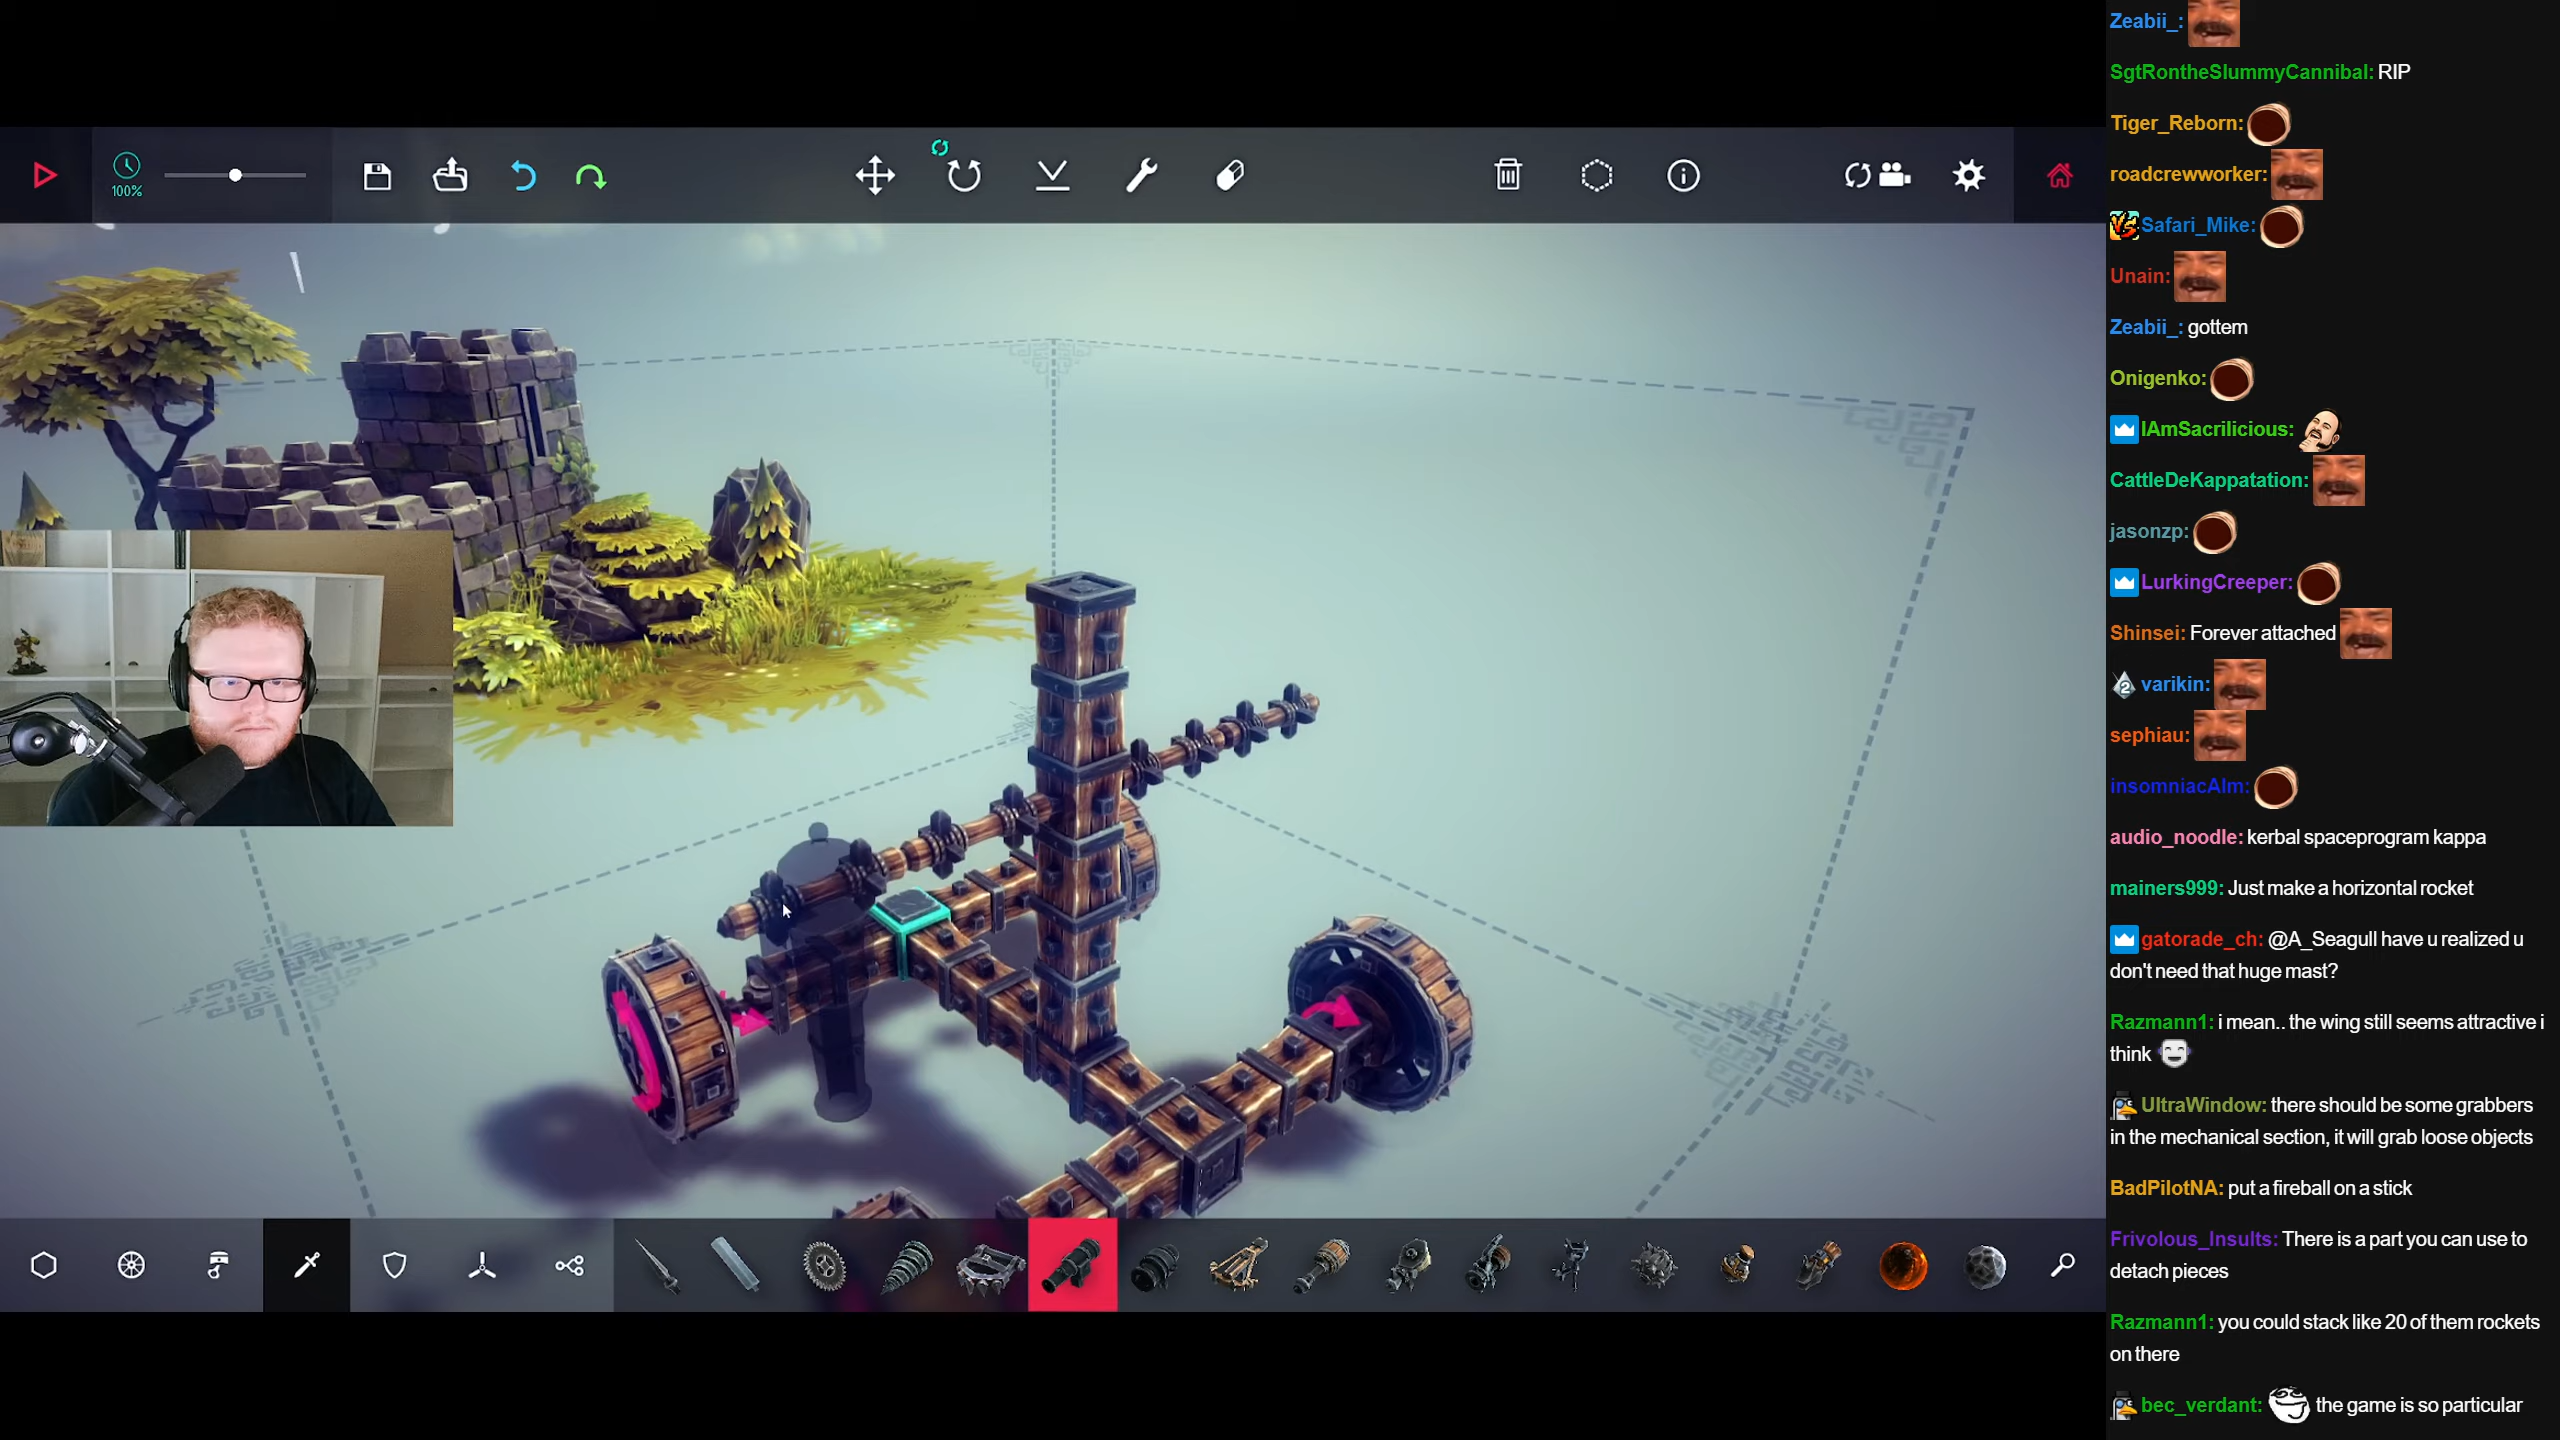 100%
Zeabii_:
SgtRontheSlummyCannibal: RIP
Tiger_Reborn:
roadcrewworker:
VS Safari_Mike:
Unain:
Zeabii_: gottem
Onigenko:
IAmSacrilicious:
CattleDeKappatation:
jasonzp:
LurkingCreeper:
Shinsei: Forever attached
2 varikin:
sephiau:
insomniacAlm:
audio_noodle: kerbal spaceprogram kappa
mainers999: Just make a horizontal rocket
gatorade_ch: @A_Seagull have u realized u
don't need that huge mast?
Razmann1: i mean.. the wing still seems attractive i
think
UltraWindow: there should be some grabbers
in the mechanical section, it will grab loose objects
BadPilotNA: put a fireball on a stick
Frivolous_Insults: There is a part you can use to
detach pieces
Razmann1: you could stack like 20 of them rockets
on there
bec_verdant: the game is so particular